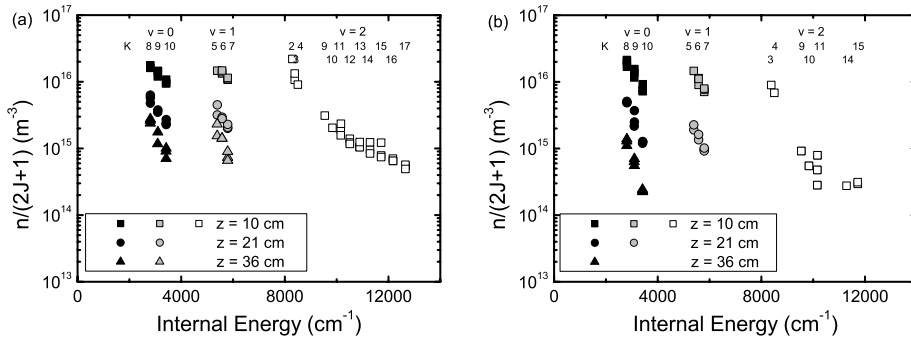 (a)
10^17
10^16
10^15
10^14
10^13
n/(2J+1) (m^-3)
v = 0 v = 1 v = 2
K 8 9 10 5 6 7 2 4 9 11 13 15 17
3 10 12 14 16
z = 10 cm
z = 21 cm
z = 36 cm
0 4000 8000 12000
Internal Energy (cm^-1)
(b)
10^17
10^16
10^15
10^14
10^13
n/(2J+1) (m^-3)
v = 0 v = 1 v = 2
K 8 9 10 5 6 7 4 9 11 15
3 10 14
z = 10 cm
z = 21 cm
z = 36 cm
0 4000 8000 12000
Internal Energy (cm^-1)